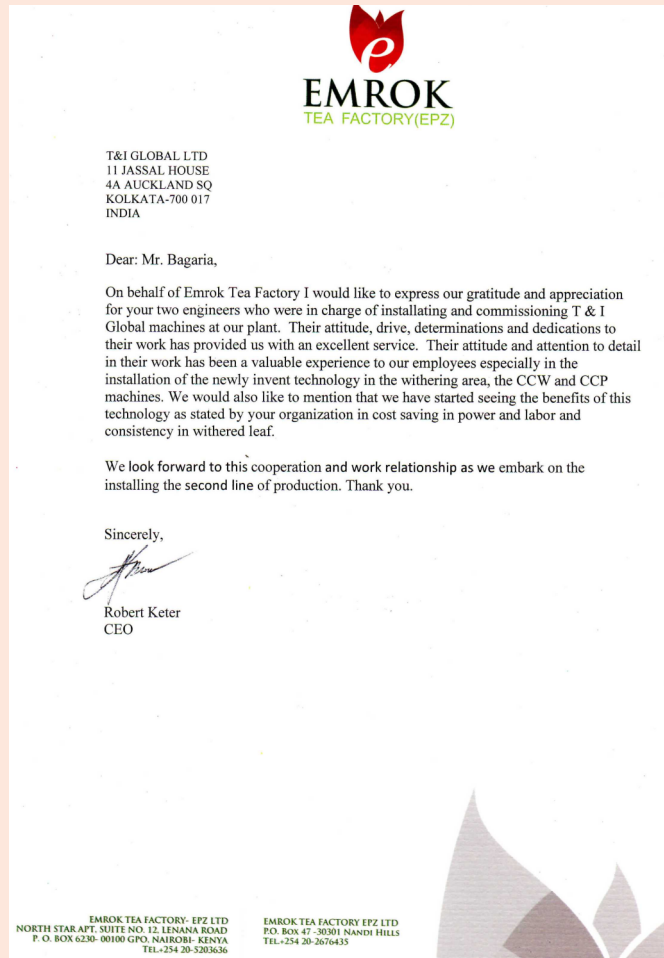 e
EMROK
TEA FACTORY(EPZ)
T&I GLOBAL LTD
11 JASSAL HOUSE
4A AUCKLAND SQ
KOLKATA-700 017
INDIA
Dear: Mr. Bagaria,
On behalf of Emrok Tea Factory I would like to express our gratitude and appreciation
for your two engineers who were in charge of installating and commissioning T & I
Global machines at our plant. Their attitude, drive, determinations and dedications to
their work has provided us with an excellent service. Their attitude and attention to detail
in their work has been a valuable experience to our employees especially in the
installation of the newly invent technology in the withering area, the CCW and CCP
machines. We would also like to mention that we have started seeing the benefits of this
technology as stated by your organization in cost saving in power and labor and
consistency in withered leaf.
We look forward to this cooperation and work relationship as we embark on the
installing the second line of production. Thank you.
Sincerely,
Robert Keter
CEO
EMROK TEA FACTORY- EPZ LTD
NORTH STAR APT. SUITE NO. 12, LENANA ROAD
P. O. BOX 6230- 00100 GPO, NAIROBI- KENYA
TEL.+254 20-5203636
EMROK TEA FACTORY EPZ LTD
P.O. BOX 47 -30301 NANDI HILLS
TEL.+254 20-2676435